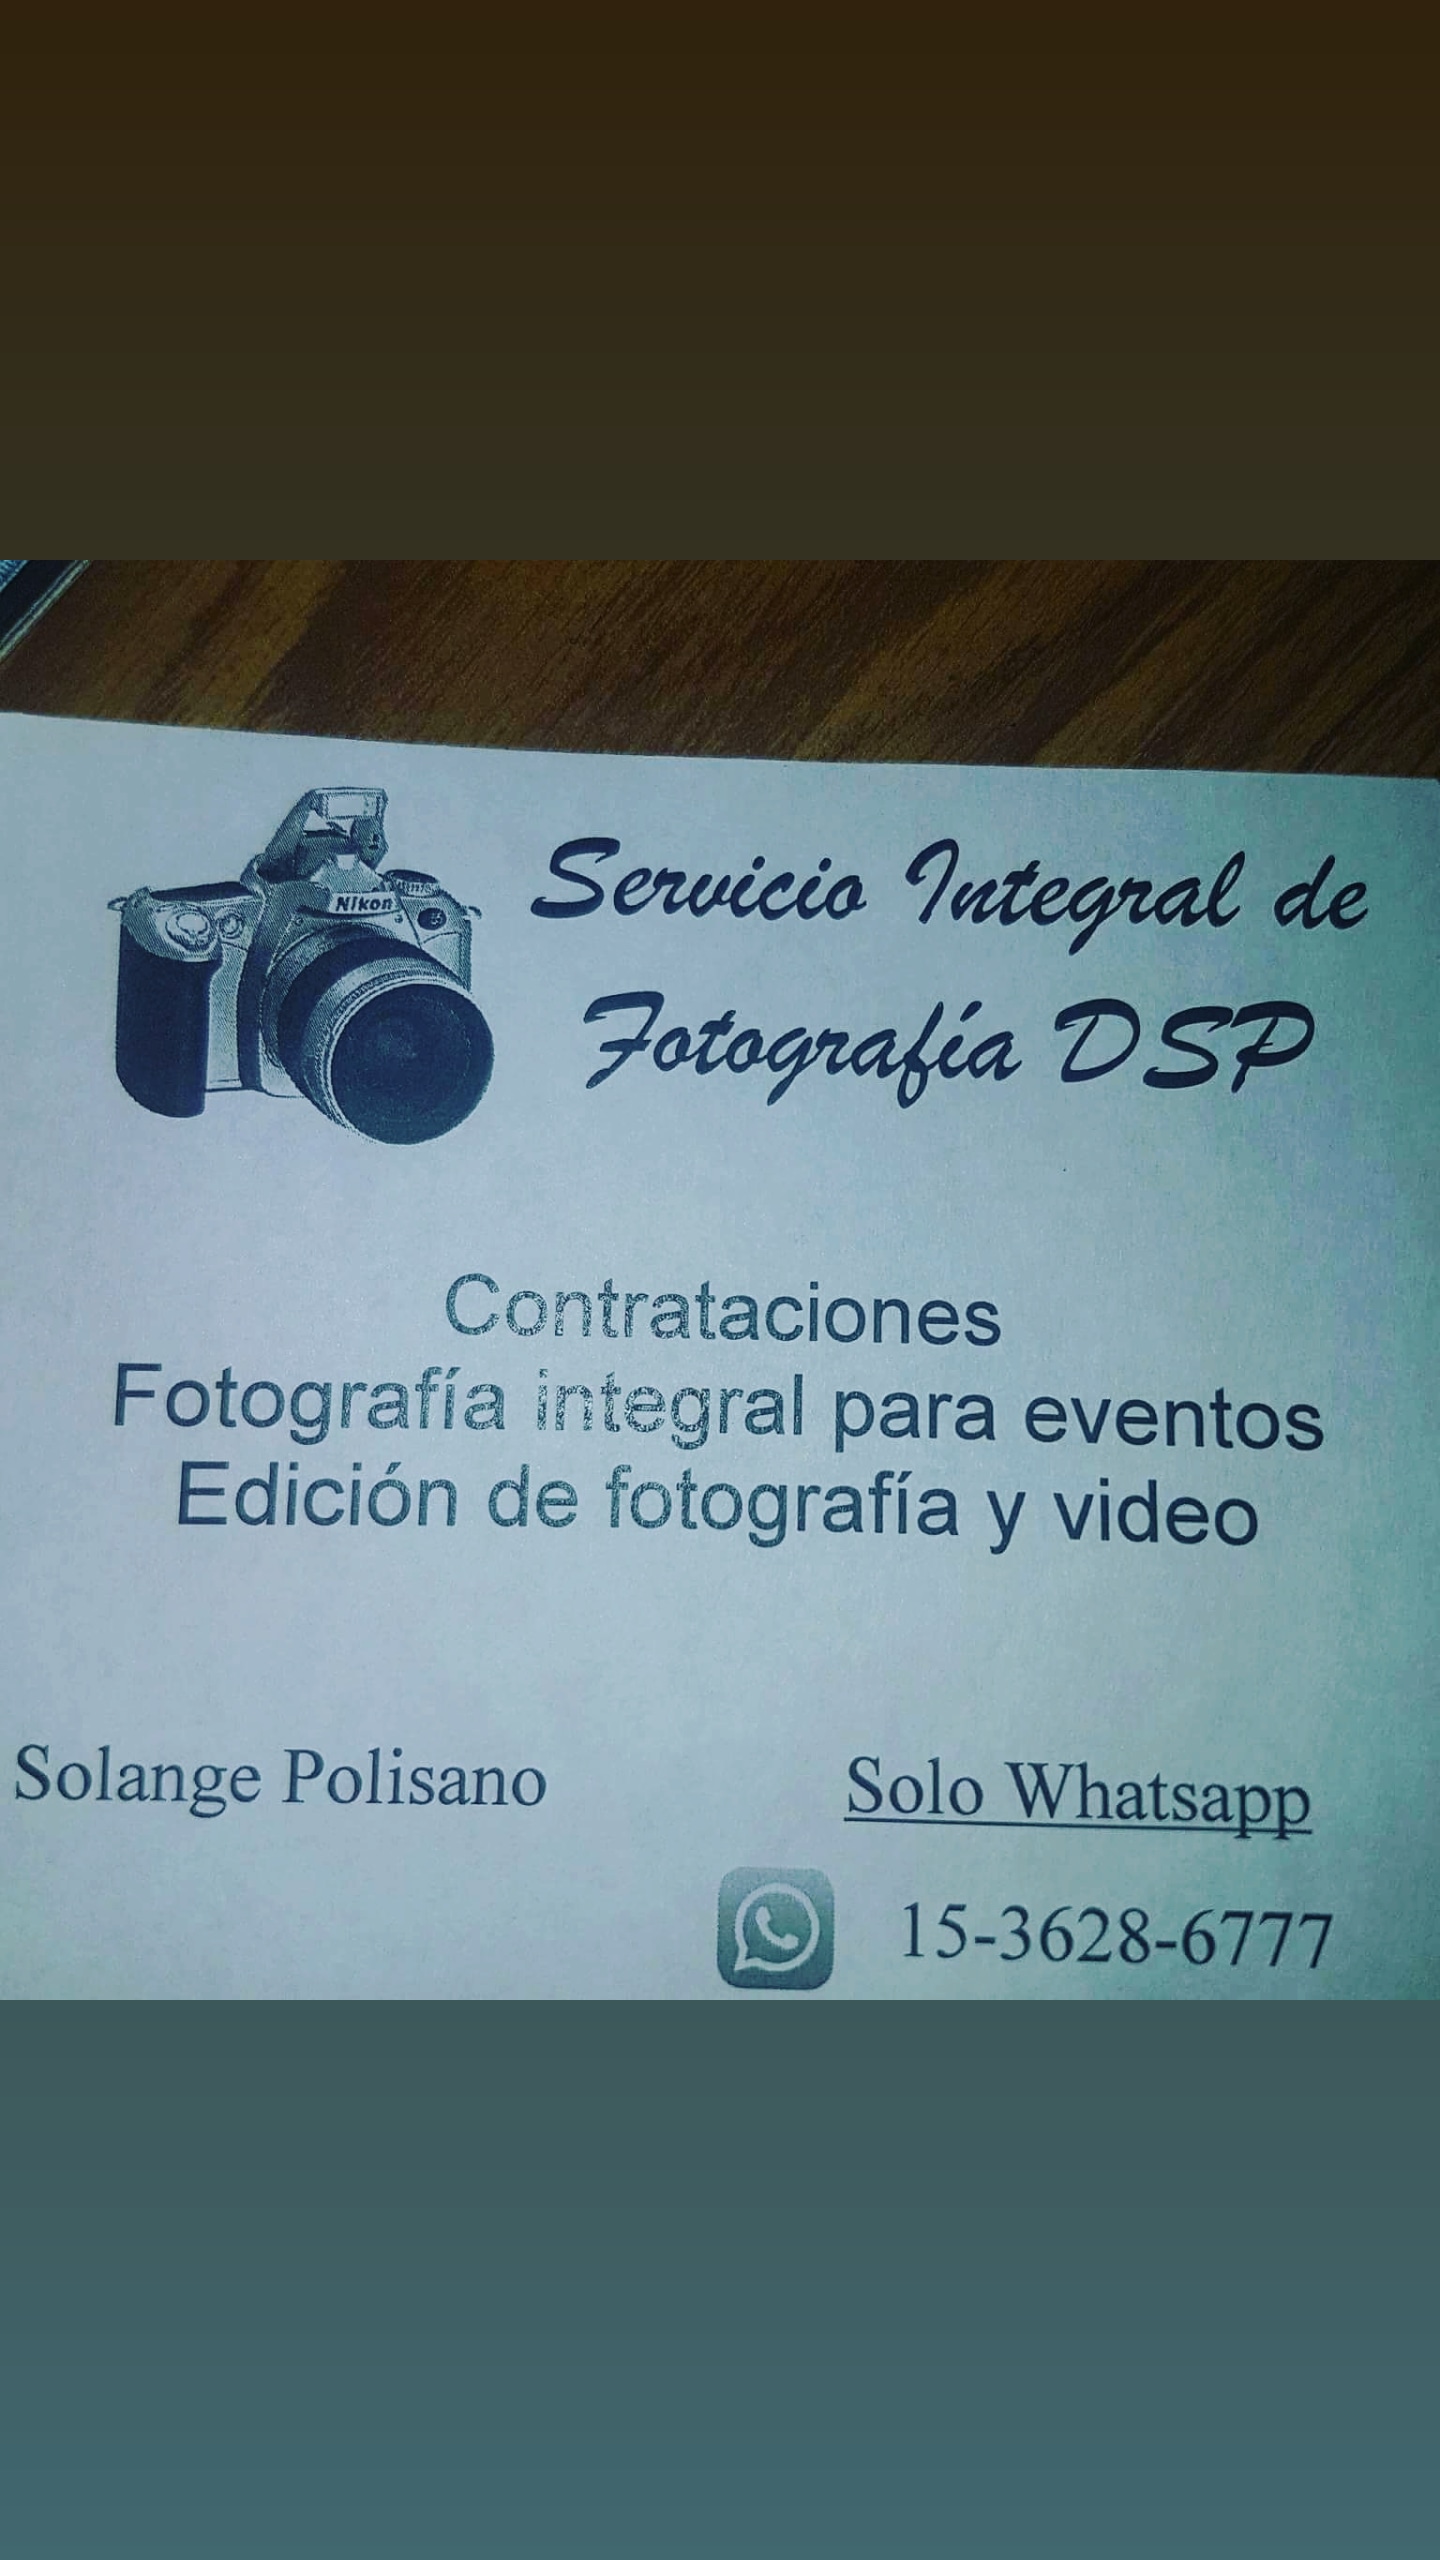 Nikon
Servicio Integral de
Fotografía DSP
Contrataciones
Fotografía integral para eventos
Edición de fotografía y video
Solange Polisano
Solo Whatsapp
15-3628-6777